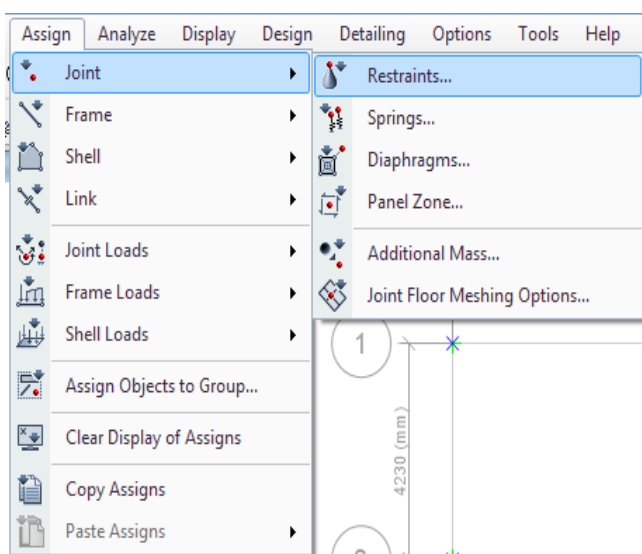 Assign Analyze Display Design Detailing Options Tools Help
Joint
Frame
Shell
Link
Joint Loads
Frame Loads
Shell Loads
Assign Objects to Group...
Clear Display of Assigns
Copy Assigns
Paste Assigns
Restraints...
Springs...
Diaphragms...
Panel Zone...
Additional Mass...
Joint Floor Meshing Options...
1
4230 (mm)